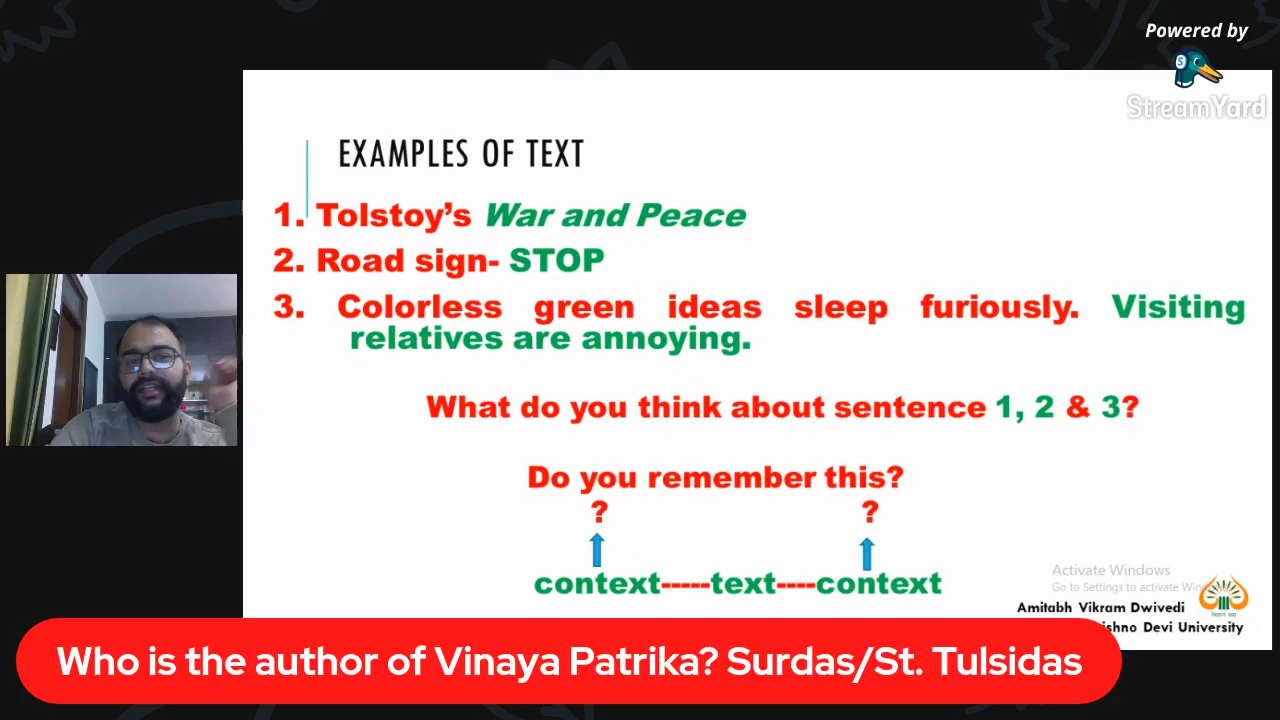 Powered by
StreamYard
EXAMPLES OF TEXT
1. Tolstoy's War and Peace
2. Road sign- STOP
3. Colorless green ideas sleep furiously. Visiting
relatives are annoying.
What do you think about sentence 1, 2 & 3?
Do you remember this?
? ?
context-----text----context
Activate Windows
Go to Settings to activate
Amitabh Vikram Dwivedi
Devi University
Who is the author of Vinaya Patrika? Surdas/St. Tulsidas